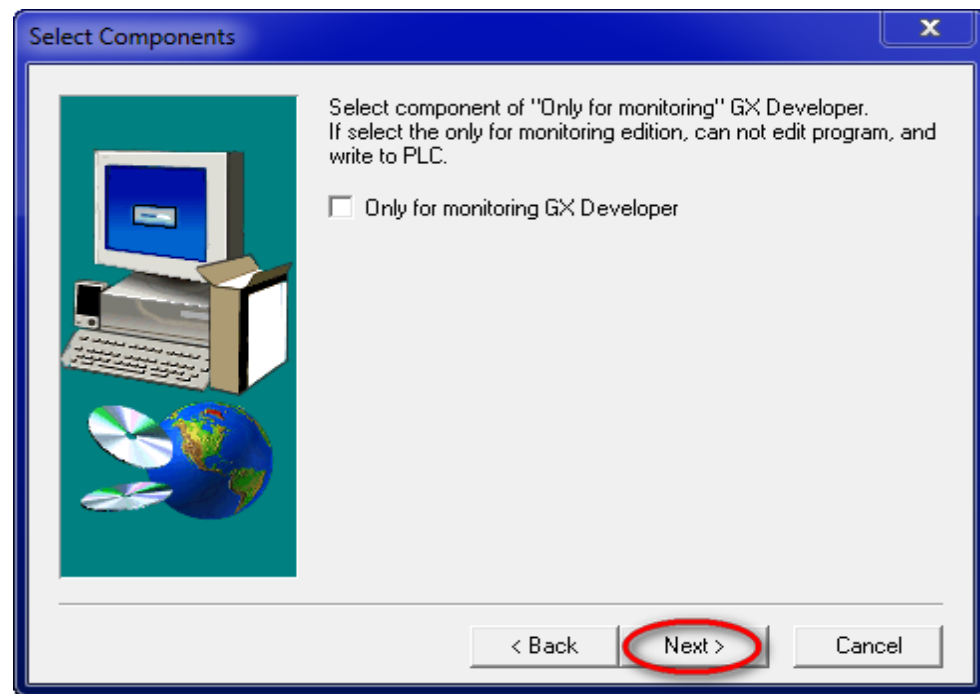 Select Components
x
Select component of "Only for monitoring" GX Developer.
If select the only for monitoring edition, can not edit program, and
write to PLC.
Only for monitoring GX Developer
< Back
Next >
Cancel